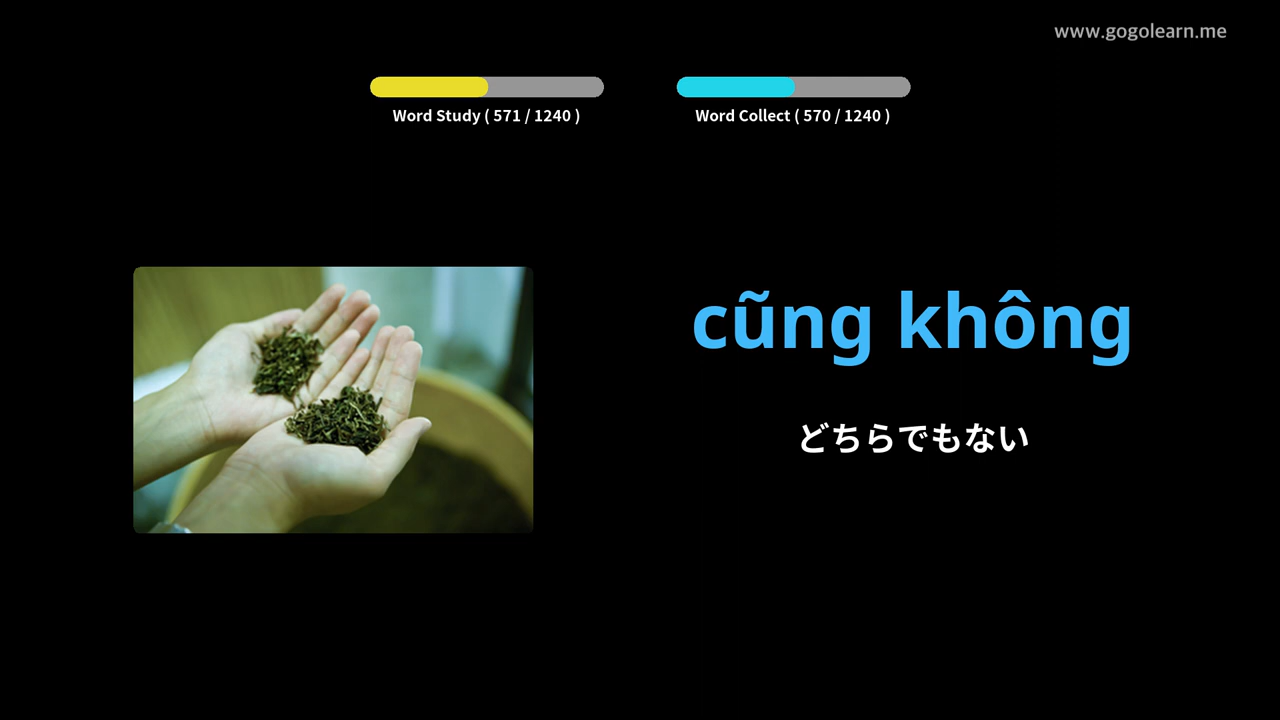 www.gogolearn.me
Word Study ( 571 / 1240 )
Word Collect ( 570 / 1240 )
cũng không
どちらでもない